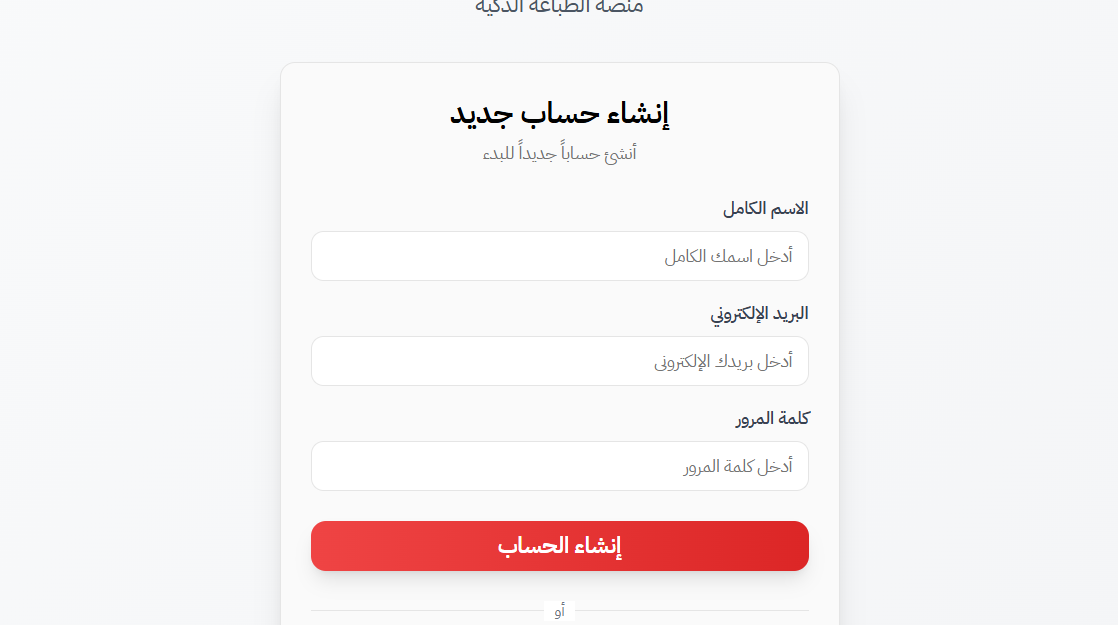 منصة الطباعة الذكية
إنشاء حساب جديد
أنشئ حساباً جديداً للبدء
الاسم الكامل
أدخل اسمك الكامل
البريد الإلكتروني
أدخل بريدك الإلكتروني
كلمة المرور
أدخل كلمة المرور
إنشاء الحساب
أو